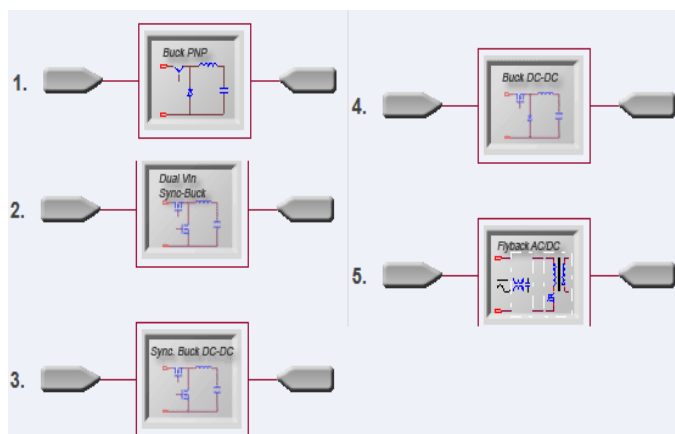 1.
Buck PNP
2.
Dual Vin
Sync-Buck
3.
Sync. Buck DC-DC
4.
Buck DC-DC
5.
Flyback AC/DC